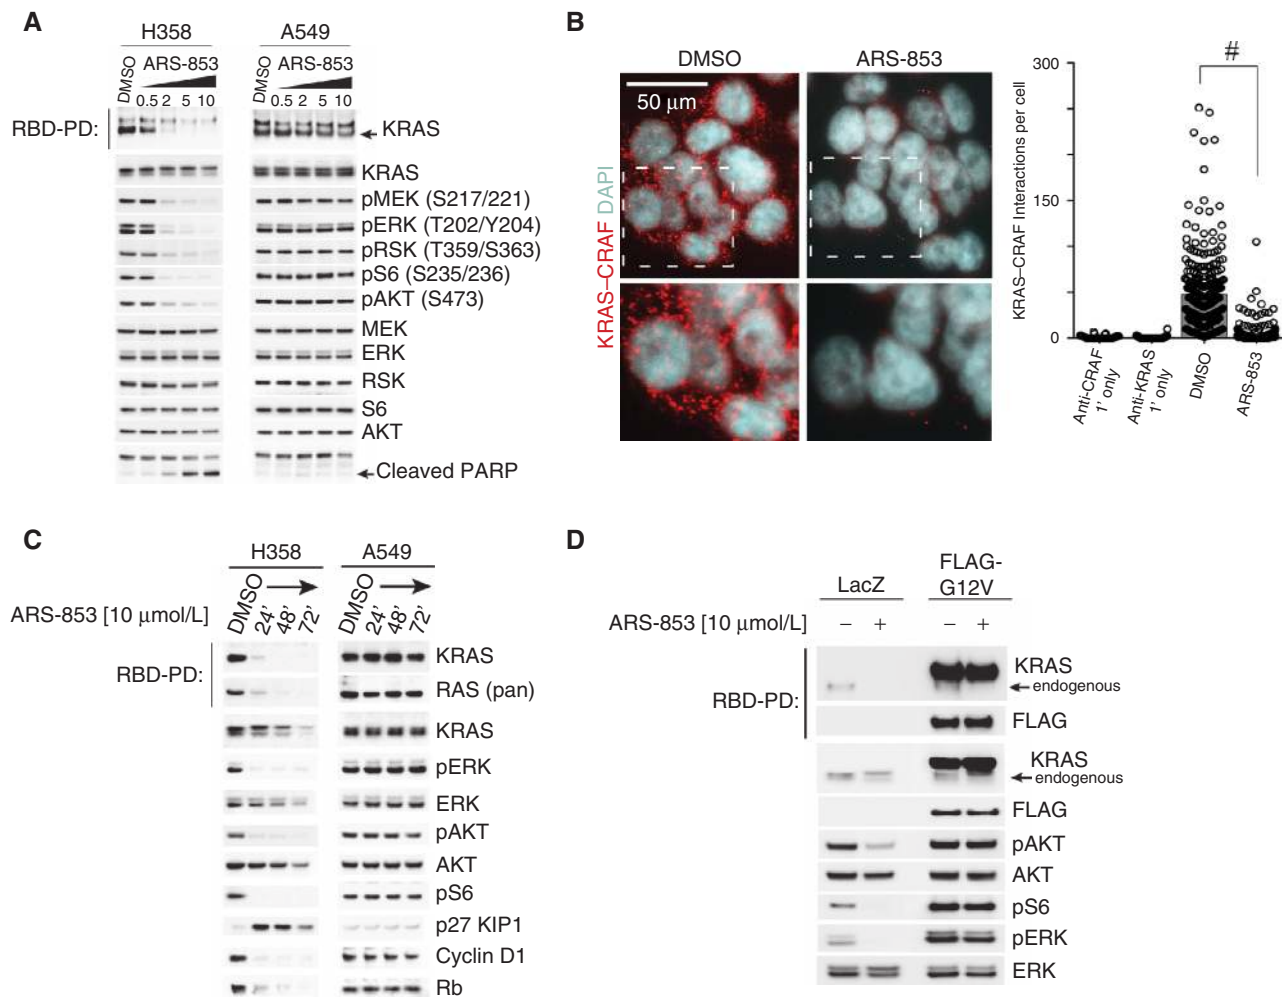 A
H358
A549
DMSO
ARS-853
0.5 2 5 10
DMSO
ARS-853
0.5 2 5 10
RBD-PD:
KRAS
KRAS
pMEK (S217/221)
pERK (T202/Y204)
pRSK (T359/S363)
pS6 (S235/236)
pAKT (S473)
MEK
ERK
RSK
S6
AKT
Cleaved PARP
B
DMSO
ARS-853
50 μm
KRAS–CRAF DAPI
KRAS–CRAF Interactions per cell
300
150
0
#
Anti-CRAF
1' only
Anti-KRAS
1' only
DMSO
ARS-853
C
H358
A549
ARS-853 [10 μmol/L]
DMSO
24'
48'
72'
DMSO
24'
48'
72'
RBD-PD:
KRAS
RAS (pan)
KRAS
pERK
ERK
pAKT
AKT
pS6
p27 KIP1
Cyclin D1
Rb
D
LacZ
FLAG-
G12V
ARS-853 [10 μmol/L]
– + – +
RBD-PD:
KRAS
endogenous
FLAG
KRAS
endogenous
FLAG
pAKT
AKT
pS6
pERK
ERK